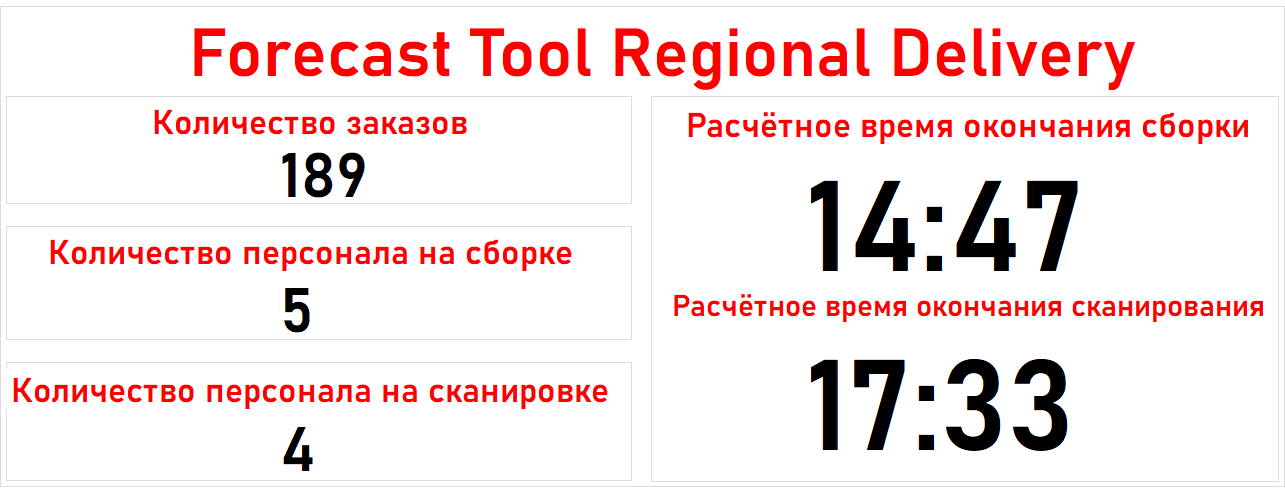 Forecast Tool Regional Delivery
Количество заказов
189
Количество персонала на сборке
5
Количество персонала на сканировке
4
Расчётное время окончания сборки
14:47
Расчётное время окончания сканирования
17:33